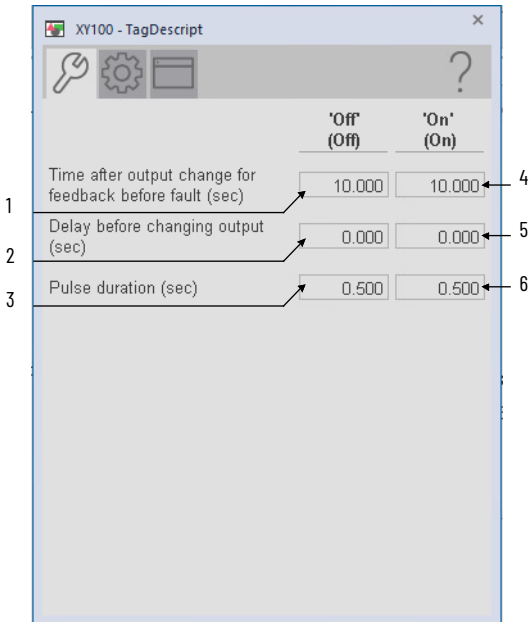 XY100 - TagDescript
×
?
'Off' 'On'
(Off) (On)
Time after output change for
feedback before fault (sec)
10.000 10.000
4
1
Delay before changing output
(sec)
0.000 0.000
5
2
Pulse duration (sec)
0.500 0.500
6
3